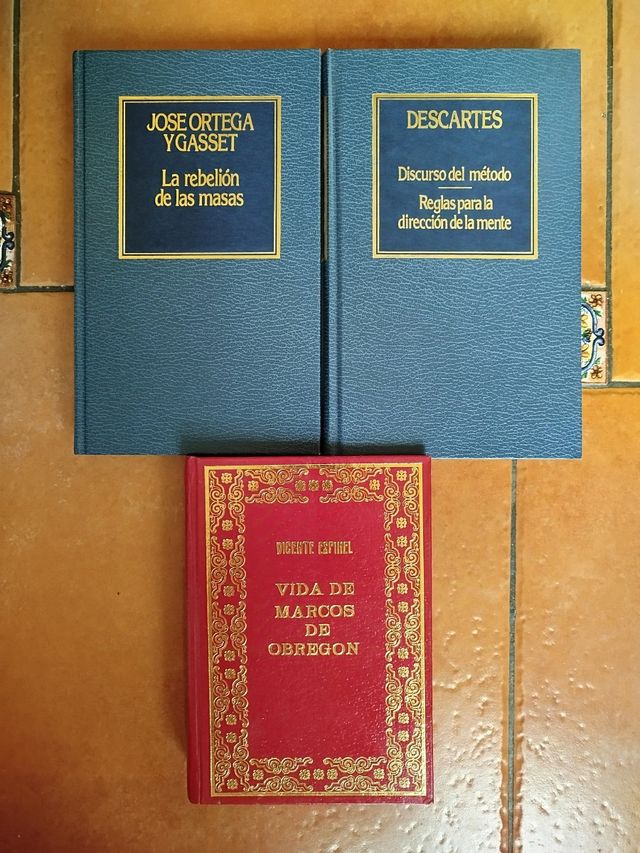 JOSE ORTEGA
Y GASSET
La rebelión
de las masas
DESCARTES
Discurso del método
Reglas para la
dirección de la mente
VICENTE ESPINEL
VIDA DE
MARCOS
DE
OBREGON